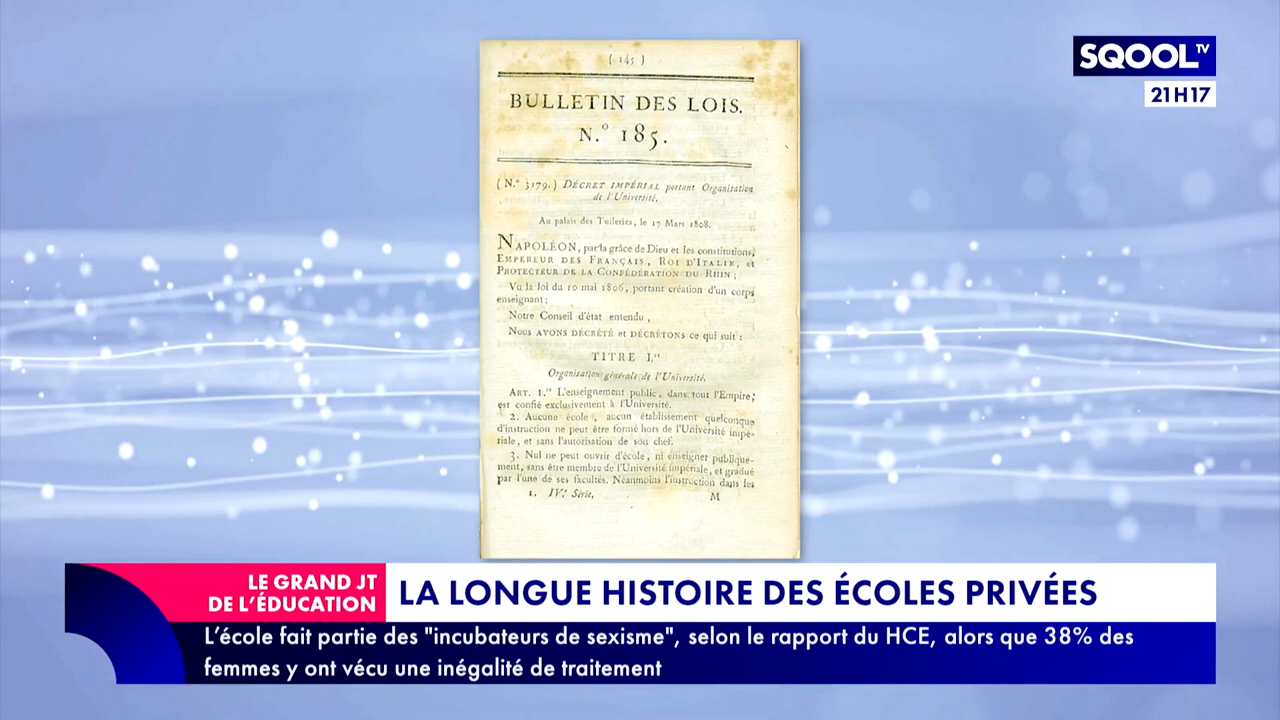 SQOOL TV
21H17
( 145 )
BULLETIN DES LOIS.
N.º 185.
( N.º 3179. ) DÉCRET IMPÉRIAL portant Organisation
de l'Université.
Au palais des Tuileries, le 17 Mars 1808.
NAPOLÉON, par la grâce de Dieu et les constitutions,
EMPEREUR DES FRANÇAIS, ROI D'ITALIE, et
PROTECTEUR DE LA CONFÉDÉRATION DU RHIN ;
Vu la loi du 10 mai 1806, portant création d'un corps
enseignant ;
Notre Conseil d'état entendu ,
NOUS AVONS DÉCRÉTÉ et DÉCRÉTONS ce qui suit :
TITRE I.er
Organisation générale de l'Université.
ART. 1.er L'enseignement public, dans tout l'Empire,
est confié exclusivement à l'Université.
2. Aucune école , aucun établissement quelconque
d'instruction ne peut être formé hors de l'Université impé-
riale , et sans l'autorisation de son chef.
3. Nul ne peut ouvrir d'école, ni enseigner publique-
ment, sans être membre de l'Université impériale, et gradué
par l'une de ses facultés. Néanmoins l'instruction dans les
1. IV.e Série. M
LE GRAND JT
DE L'ÉDUCATION
LA LONGUE HISTOIRE DES ÉCOLES PRIVÉES
L'école fait partie des "incubateurs de sexisme", selon le rapport du HCE, alors que 38% des
femmes y ont vécu une inégalité de traitement